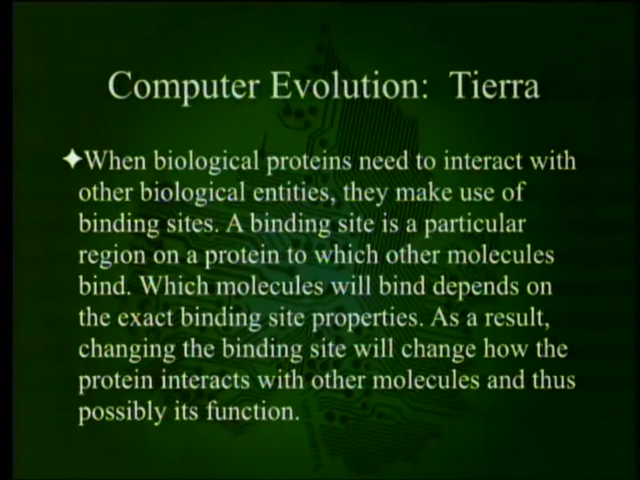 Computer Evolution: Tierra
When biological proteins need to interact with
other biological entities, they make use of
binding sites. A binding site is a particular
region on a protein to which other molecules
bind. Which molecules will bind depends on
the exact binding site properties. As a result,
changing the binding site will change how the
protein interacts with other molecules and thus
possibly its function.